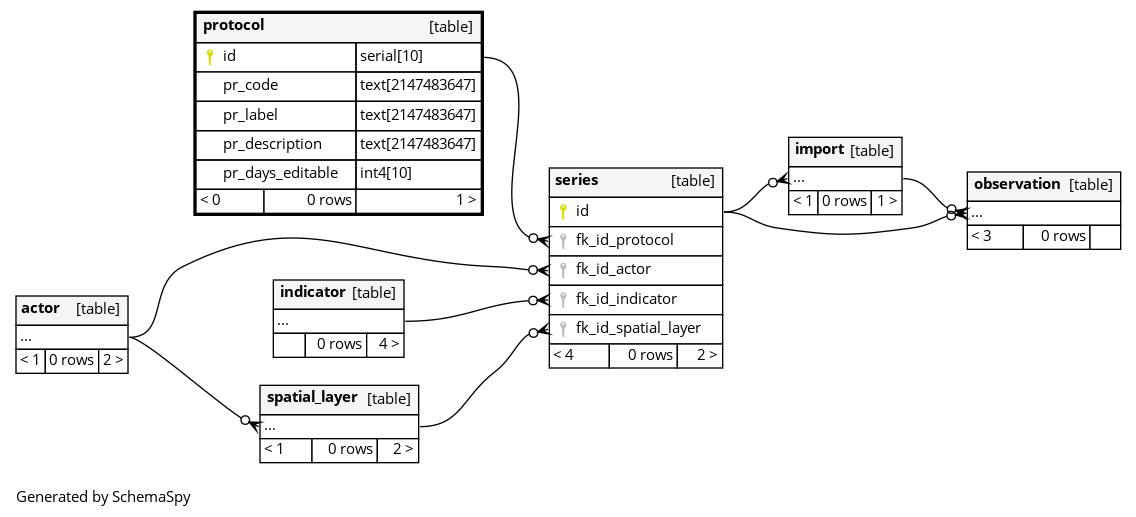 protocol [table]
id serial[10]
pr_code text[2147483647]
pr_label text[2147483647]
pr_description text[2147483647]
pr_days_editable int4[10]
< 0 0 rows 1 >
series [table]
id
fk_id_protocol
fk_id_actor
fk_id_indicator
fk_id_spatial_layer
< 4 0 rows 2 >
import [table]
...
< 1 0 rows 1 >
observation [table]
...
< 3 0 rows
indicator [table]
...
0 rows 4 >
actor [table]
...
< 1 0 rows 2 >
spatial_layer [table]
...
< 1 0 rows 2 >
Generated by SchemaSpy